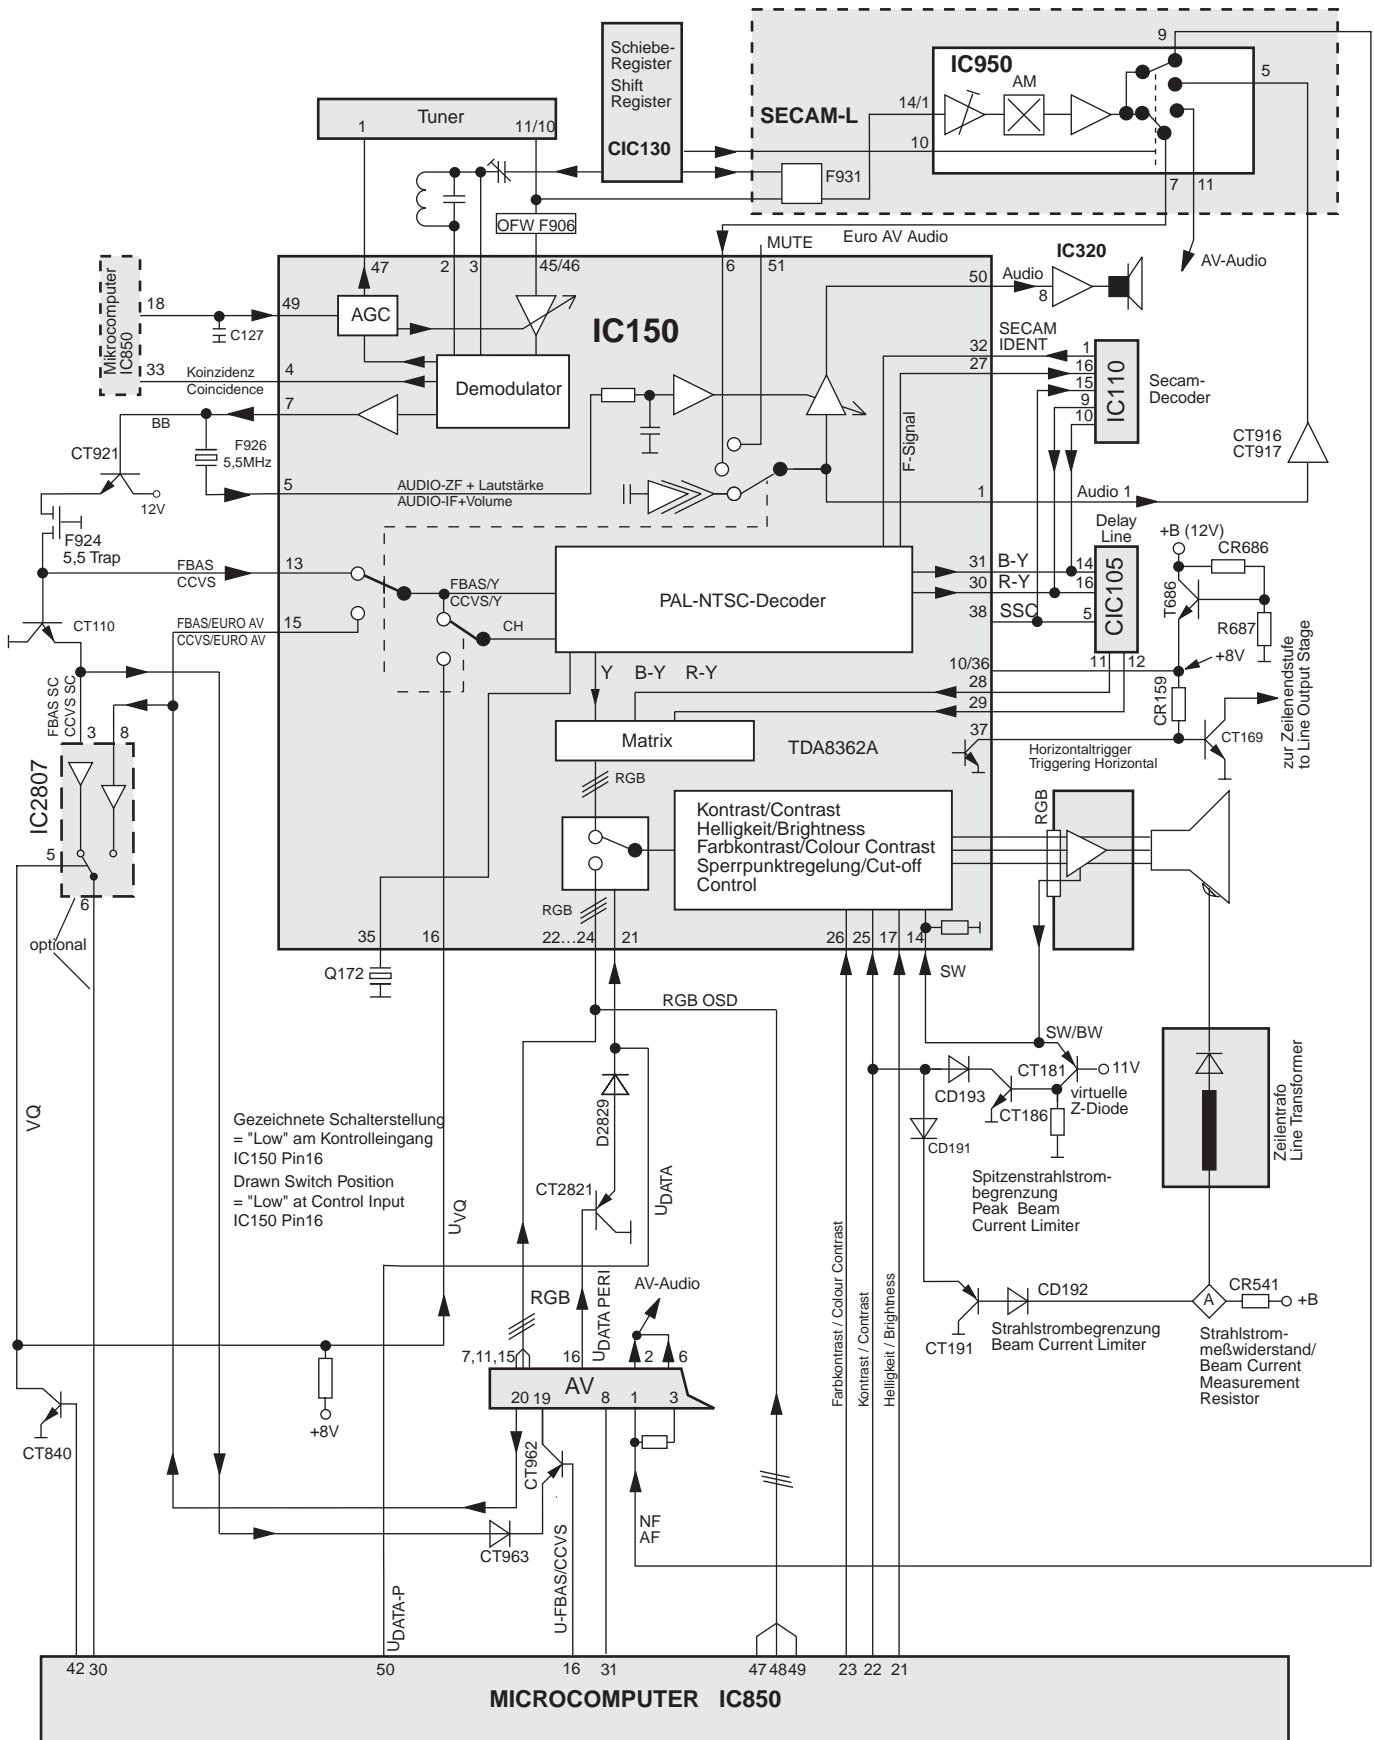 Schiebe-
Register
Shift
Register
CIC130
9
IC950
AM
5
14/1
SECAM-L
10
F931
7
11
Tuner
1
11/10
OFW F906
MUTE
Euro AV Audio
IC320
AV-Audio
47
2
3
45/46
6
51
50
Audio
8
Mikrocomputer
IC850
18
49
C127
AGC
IC150
SECAM
IDENT
32
1
27
16
15
9
10
IC110
Secam-
Decoder
33
Koinzidenz
Coincidence
4
Demodulator
7
BB
F926
5,5MHz
CT921
12V
F-Signal
CT916
CT917
5
AUDIO-ZF + Lautstärke
AUDIO-IF+Volume
1
Audio 1
F924
5,5 Trap
Delay
Line
+B (12V)
CR686
FBAS
CCVS
13
FBAS/Y
CCVS/Y
PAL-NTSC-Decoder
31
B-Y
14
30
R-Y
16
38
SSC
5
CIC105
T686
R687
CT110
FBAS/EURO AV
CCVS/EURO AV
15
CH
11
12
10/36
+8V
28
29
CR159
Y
B-Y
R-Y
FBAS SC
CCVS SC
3
8
Matrix
TDA8362A
37
CT169
Horizontaltrigger
Triggering Horizontal
zur Zeilendstufe
to Line Output Stage
IC2807
5
6
optional
RGB
Kontrast/Contrast
Helligkeit/Brightness
Farbkontrast/Colour Contrast
Sperrpunktregelung/Cut-off
Control
RGB
RGB
35
16
22...24
21
26
25
17
14
Q172
SW
RGB OSD
SW/BW
CT181
11V
CD193
CT186
virtuelle
Z-Diode
CD191
VQ
Gezeichnete Schalterstellung
= "Low" am Kontrolleingang
IC150 Pin16
Drawn Switch Position
= "Low" at Control Input
IC150 Pin16
D2829
CT2821
UDATA
UVQ
Spitzenstrahlstrom-
begrenzung
Peak Beam
Current Limiter
Zeilentrafo
Line Transformer
RGB
UDATA PERI
AV-Audio
Farbkontrast / Colour Contrast
Kontrast / Contrast
Helligkeit / Brightness
CD192
CT191
Strahlstrombegrenzung
Beam Current Limiter
A
CR541
+B
Strahlstrom-
meßwiderstand/
Beam Current
Measurement
Resistor
7,11,15
16
2
6
AV
20
19
8
1
3
CT840
+8V
CT962
CT963
NF
AF
U-FBAS/CCVS
UDATA-P
42
30
50
16
31
47
48
49
23
22
21
MICROCOMPUTER IC850